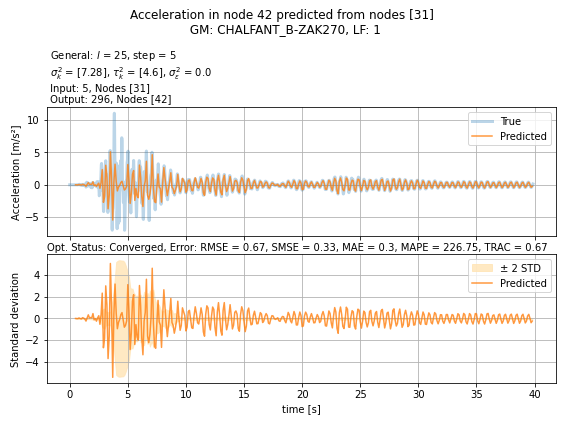 Acceleration in node 42 predicted from nodes [31]
GM: CHALFANT_B-ZAK270, LF: 1
General: l = 25, step = 5
σ²ₖ = [7.28], τ²ₖ = [4.6], σ²ε = 0.0
Input: 5, Nodes [31]
Output: 296, Nodes [42]
Acceleration [m/s²]
10
5
0
−5
True
Predicted
Opt. Status: Converged, Error: RMSE = 0.67, SMSE = 0.33, MAE = 0.3, MAPE = 226.75, TRAC = 0.67
Standard deviation
4
2
0
−2
−4
± 2 STD
Predicted
0 5 10 15 20 25 30 35 40
time [s]